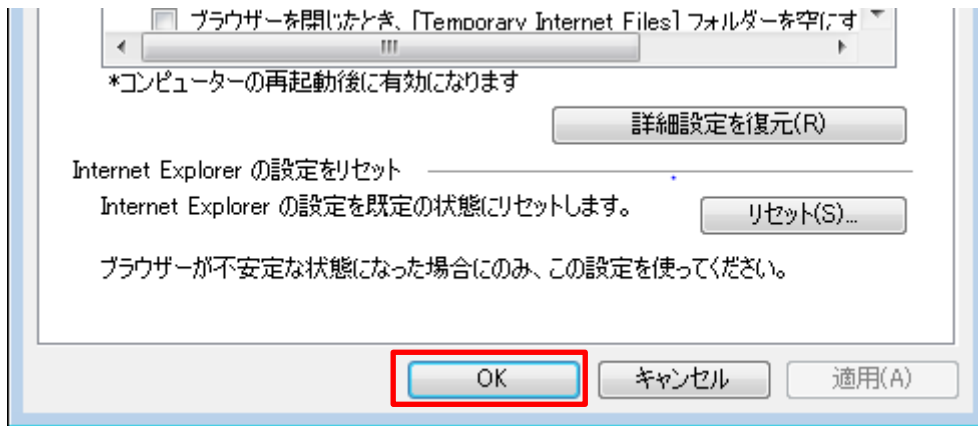 ブラウザーを閉じたとき、[Temporary Internet Files] フォルダーを空にす
*コンピューターの再起動後に有効になります
詳細設定を復元(R)
Internet Explorer の設定をリセット
Internet Explorer の設定を既定の状態にリセットします。
リセット(S)...
ブラウザーが不安定な状態になった場合にのみ、この設定を使ってください。
OK
キャンセル
適用(A)